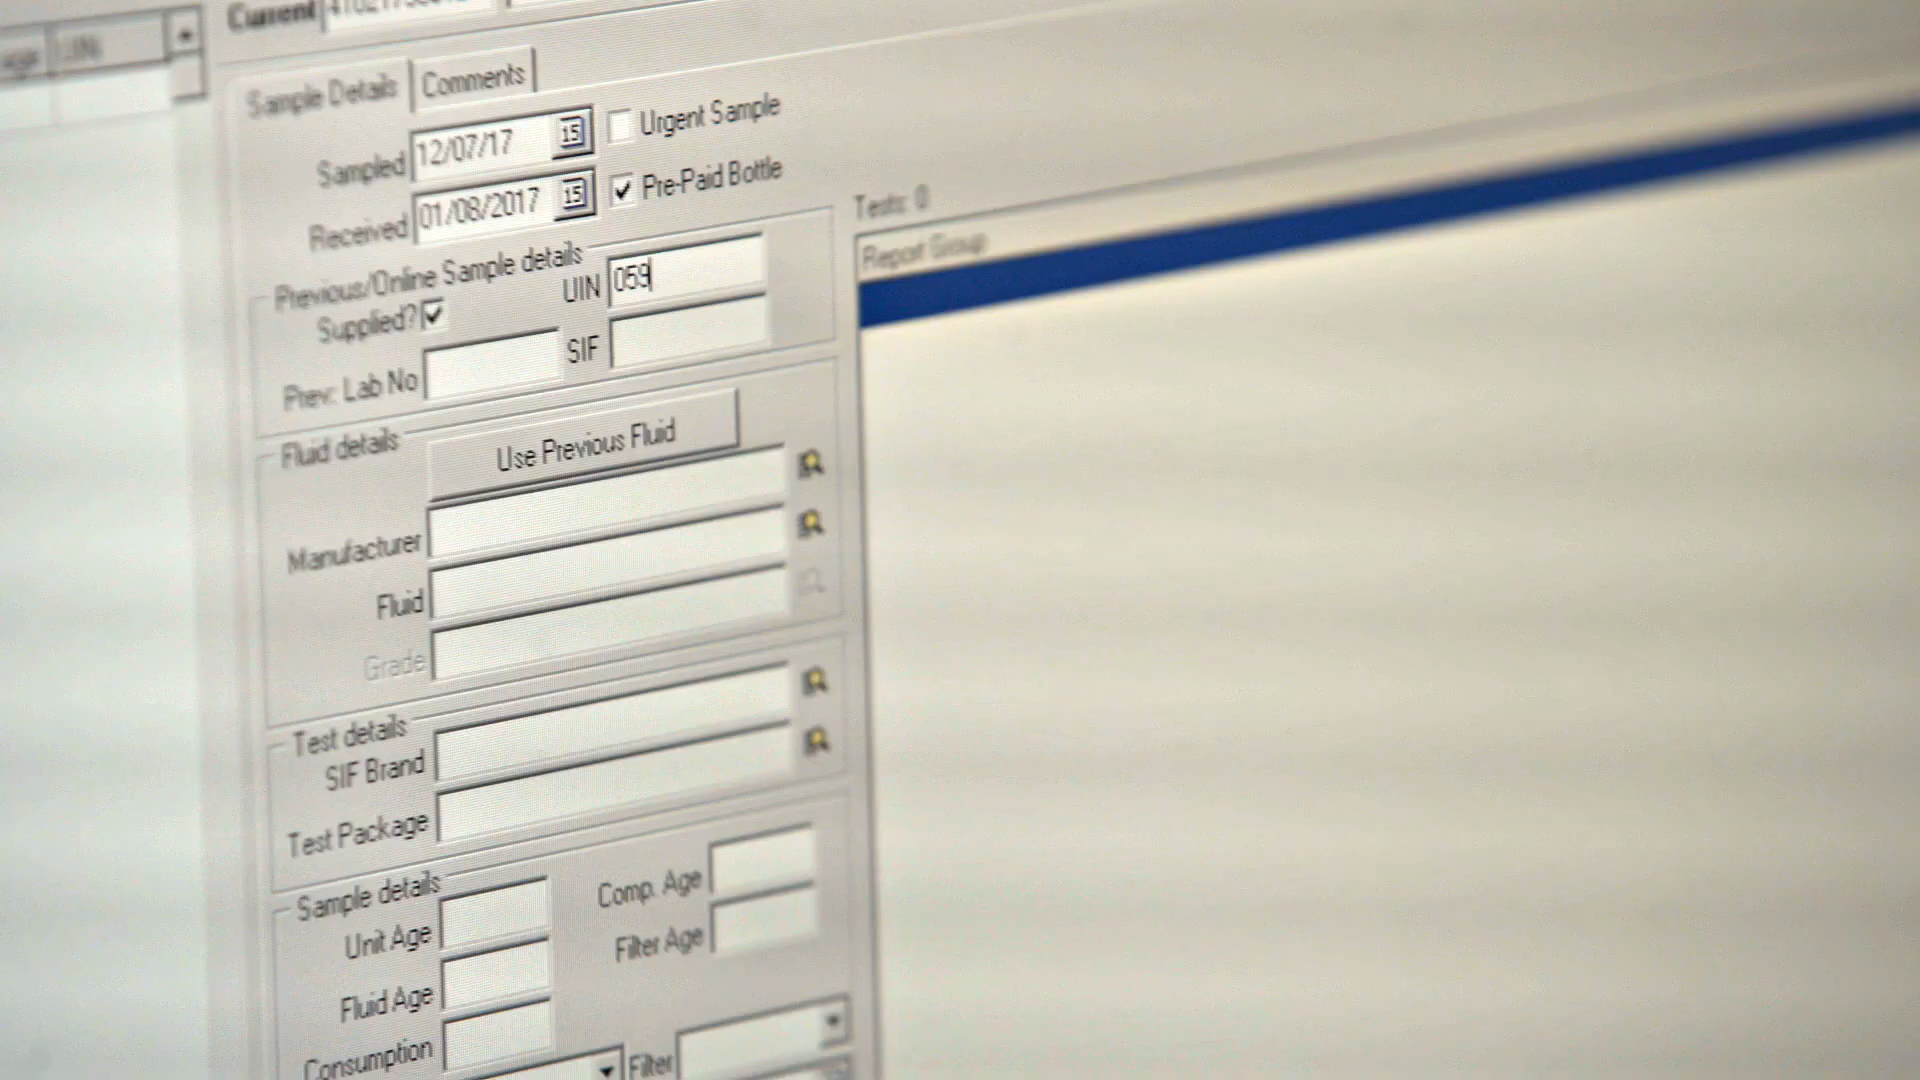 Current
UIN
Sample Details
Comments
Sampled 12/07/17 15 Urgent Sample
Received 01/08/2017 15 Pre-Paid Bottle
Tests: 0
Report Group
Previous/Online Sample details
Supplied? UIN 059
Prev: Lab No SIF
Fluid details
Use Previous Fluid
Manufacturer
Fluid
Grade
Test details
SIF Brand
Test Package
Sample details
Unit Age Comp. Age
Fluid Age Filter Age
Consumption
Filter